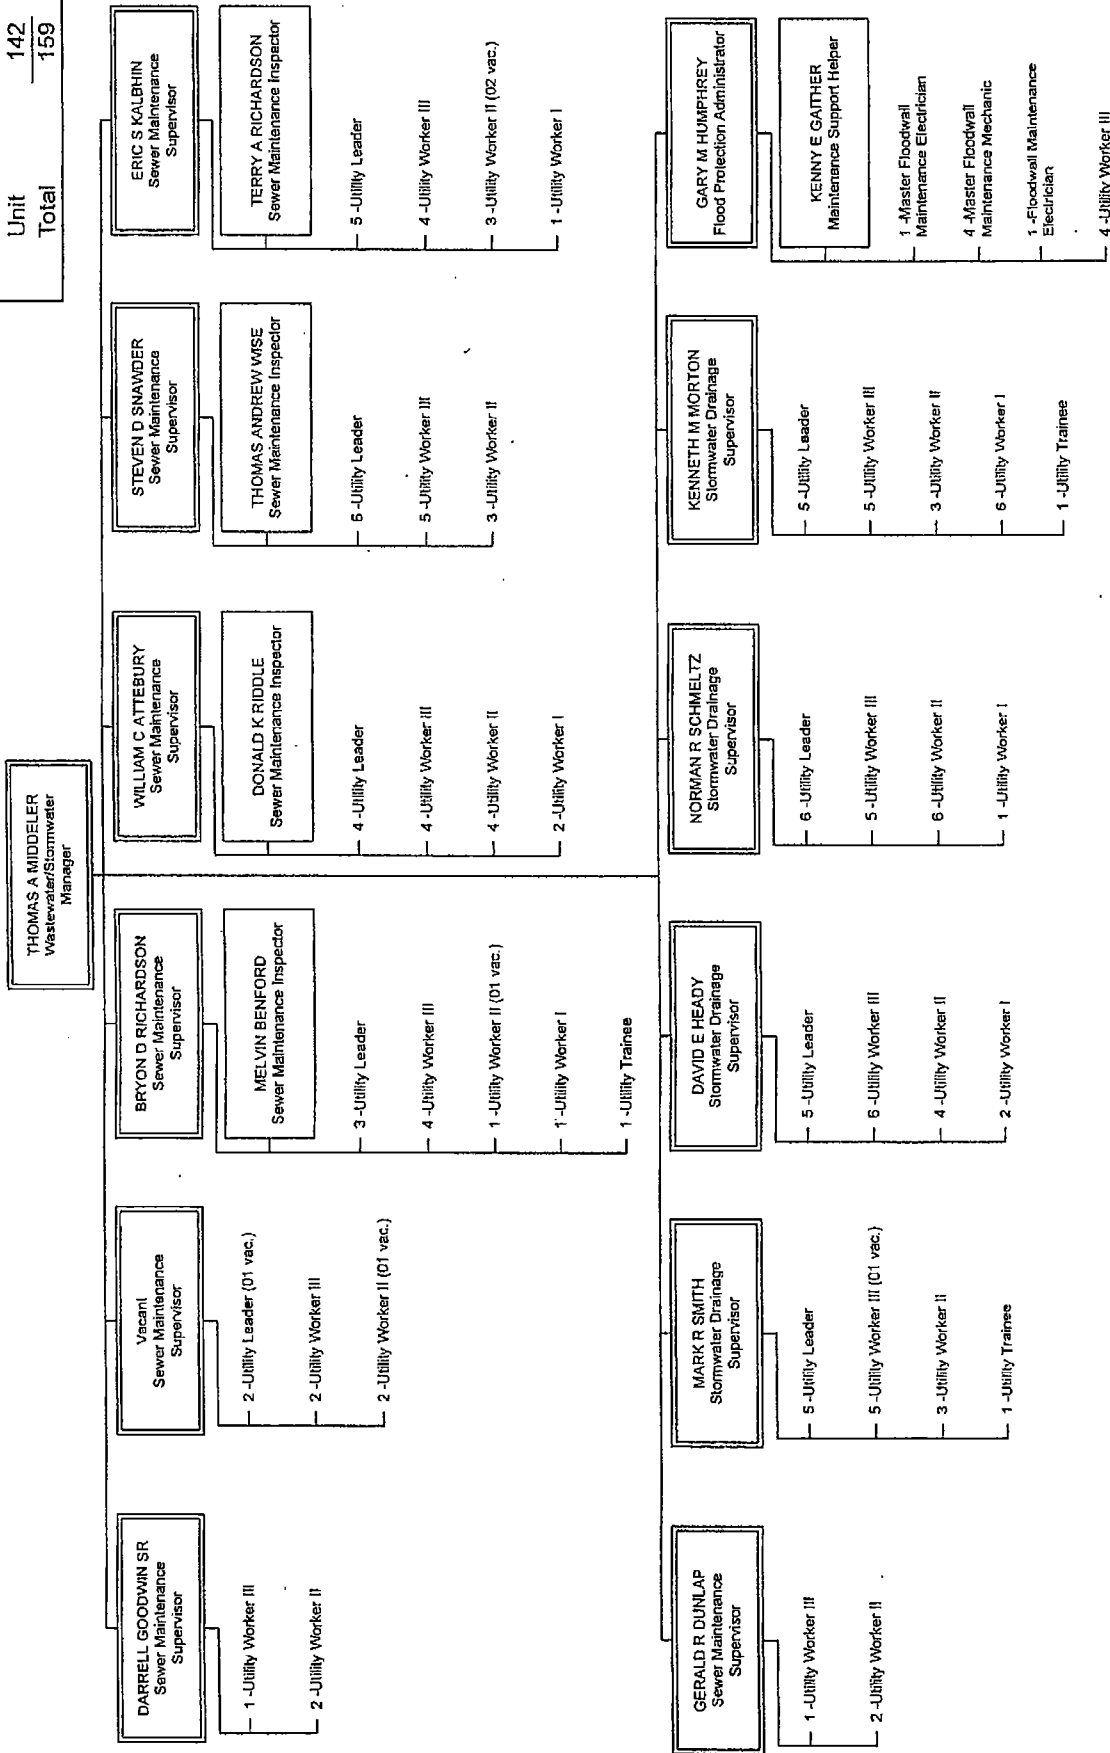 Unit 142
Total 159
THOMAS A MIDDELER
Wastewater/Stormwater
Manager
DARRELL GOODWIN SR
Sewer Maintenance
Supervisor
1 -Utility Worker III
2 -Utility Worker II
Vacant
Sewer Maintenance
Supervisor
2 -Utility Leader (01 vac.)
2 -Utility Worker III
2 -Utility Worker II (01 vac.)
BRYON D RICHARDSON
Sewer Maintenance
Supervisor
MELVIN BENFORD
Sewer Maintenance Inspector
3 -Utility Leader
4 -Utility Worker III
1 -Utility Worker II (01 vac.)
1 -Utility Worker I
1 -Utility Trainee
WILLIAM C ATTEBURY
Sewer Maintenance
Supervisor
DONALD K RIDDLE
Sewer Maintenance Inspector
4 -Utility Leader
4 -Utility Worker III
4 -Utility Worker II
2 -Utility Worker I
STEVEN D SNAWDER
Sewer Maintenance
Supervisor
THOMAS ANDREW WISE
Sewer Maintenance Inspector
6 -Utility Leader
5 -Utility Worker III
3 -Utility Worker II
ERIC S KALBHIN
Sewer Maintenance
Supervisor
TERRY A RICHARDSON
Sewer Maintenance Inspector
5 -Utility Leader
4 -Utility Worker III
3 -Utility Worker II (02 vac.)
1 -Utility Worker I
GERALD R DUNLAP
Sewer Maintenance
Supervisor
1 -Utility Worker III
2 -Utility Worker II
MARK R SMITH
Stormwater Drainage
Supervisor
5 -Utility Leader
5 -Utility Worker III (01 vac.)
3 -Utility Worker II
1 -Utility Trainee
DAVID E HEADY
Stormwater Drainage
Supervisor
5 -Utility Leader
6 -Utility Worker III
4 -Utility Worker II
2 -Utility Worker I
NORMAN R SCHMELTZ
Stormwater Drainage
Supervisor
6 -Utility Leader
5 -Utility Worker III
6 -Utility Worker II
1 -Utility Worker I
KENNETH M MORTON
Stormwater Drainage
Supervisor
5 -Utility Leader
5 -Utility Worker III
3 -Utility Worker II
6 -Utility Worker I
1 -Utility Trainee
GARY M HUMPHREY
Flood Protection Administrator
KENNY E GAITHER
Maintenance Support Helper
1 -Master Floodwall
Maintenance Electrician
4 -Master Floodwall
Maintenance Mechanic
1 -Floodwall Maintenance
Electrician
4 -Utility Worker III